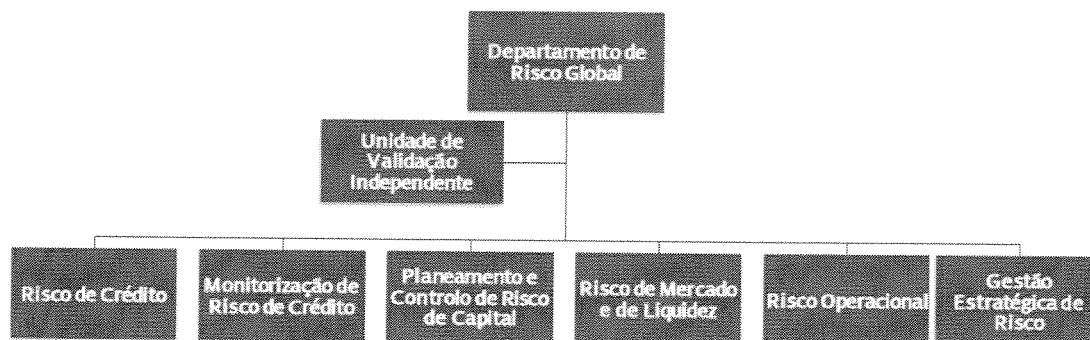 Departamento de
Risco Global
Unidade de
Validação
Independente
Risco de Crédito
Monitorização de
Risco de Crédito
Planeamento e
Controlo de Risco
de Capital
Risco de Mercado
e de Liquidez
Risco Operacional
Gestão
Estratégica de
Risco